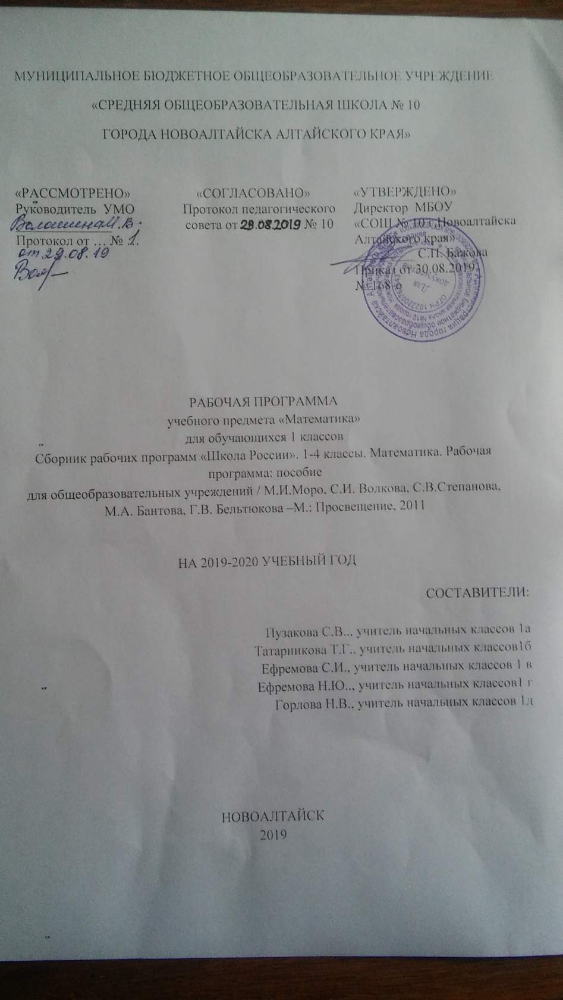 МУНИЦИПАЛЬНОЕ БЮДЖЕТНОЕ ОБЩЕОБРАЗОВАТЕЛЬНОЕ УЧРЕЖДЕНИЕ
«СРЕДНЯЯ ОБЩЕОБРАЗОВАТЕЛЬНАЯ ШКОЛА № 10
ГОРОДА НОВОАЛТАЙСКА АЛТАЙСКОГО КРАЯ»
«РАССМОТРЕНО»
Руководитель УМО
Волошина М.В.
Протокол от ... № 1.
от 29.08.19
«СОГЛАСОВАНО»
Протокол педагогического
совета от 29.08.2019 № 10
«УТВЕРЖДЕНО»
Директор МБОУ
«СОШ № 10 г.Новоалтайска
Алтайского края»
С.П. Бажова
Приказ от 30.08.2019
№ 168-о
Для
РАБОЧАЯ ПРОГРАММА
учебного предмета «Математика»
для обучающихся 1 классов
Сборник рабочих программ «Школа России». 1-4 классы. Математика. Рабочая
программа: пособие
для общеобразовательных учреждений / М.И.Моро, С.И. Волкова, С.В.Степанова,
М.А. Бантова, Г.В. Бельтюкова –М.: Просвещение, 2011
НА 2019-2020 УЧЕБНЫЙ ГОД
СОСТАВИТЕЛИ:
Пузакова С.В.., учитель начальных классов 1а
Татарникова Т.Г., учитель начальных классов1б
Ефремова С.И., учитель начальных классов 1 в
Ефремова Н.Ю.., учитель начальных классов1 г
Горлова Н.В., учитель начальных классов 1д
НОВОАЛТАЙСК
2019